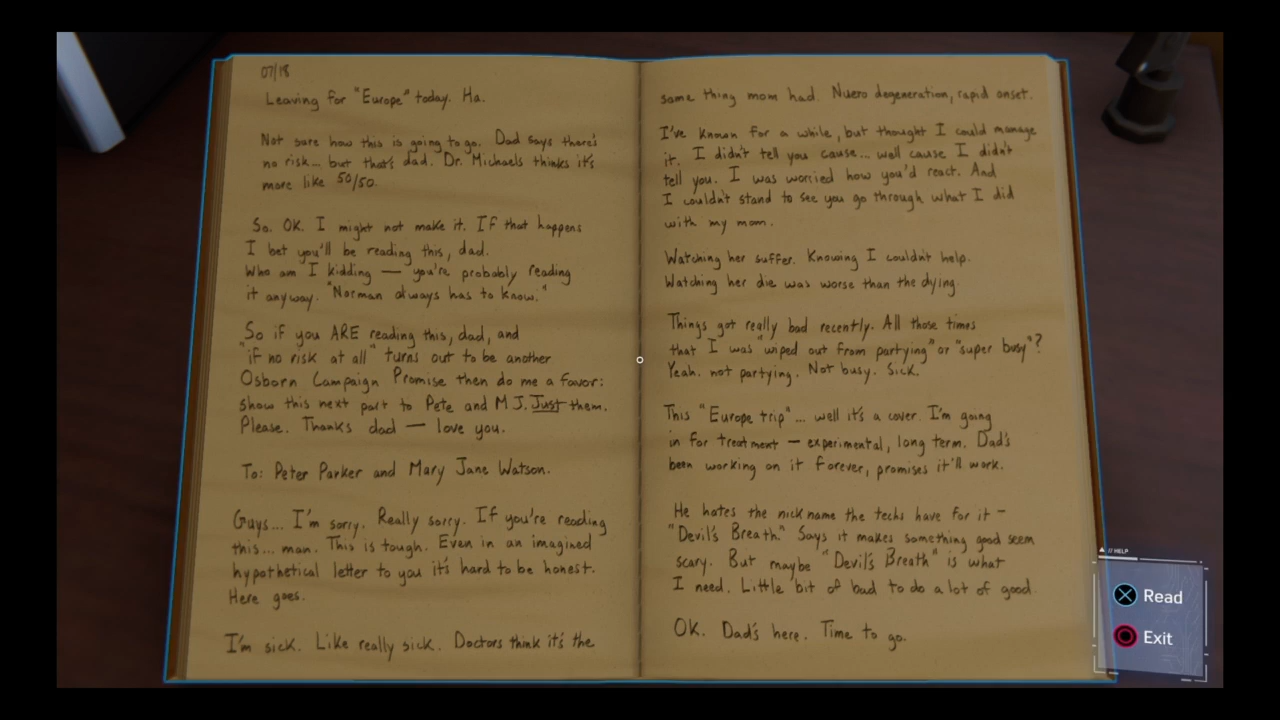 07/18
Leaving for "Europe" today. Ha.
Not sure how this is going to go. Dad says there's
no risk... but that's dad. Dr. Michaels thinks it's
more like 50/50.
So. OK. I might not make it. If that happens
I bet you'll be reading this, dad.
Who am I kidding — you're probably reading
it anyway. "Norman always has to know."
So if you ARE reading this, dad, and
"if no risk at all" turns out to be another
Osborn Campaign Promise then do me a favor:
show this next part to Pete and MJ. Just them.
Please. Thanks dad — love you.
To: Peter Parker and Mary Jane Watson.
Guys... I'm sorry. Really sorry. If you're reading
this... man. This is tough. Even in an imagined
hypothetical letter to you it's hard to be honest.
Here goes.
I'm sick. Like really sick. Doctors think it's the
same thing mom had. Nuero degeneration, rapid onset.
I've known for a while, but thought I could manage
it. I didn't tell you cause... well cause I didn't
tell you. I was worried how you'd react. And
I couldn't stand to see you go through what I did
with my mom.
Watching her suffer. Knowing I couldn't help.
Watching her die was worse than the dying.
Things got really bad recently. All those times
that I was "wiped out from partying" or "super busy"?
Yeah. not partying. Not busy. Sick.
This "Europe trip"... well it's a cover. I'm going
in for treatment — experimental, long term. Dad's
been working on it forever, promises it'll work.
He hates the nickname the techs have for it –
"Devil's Breath." Says it makes something good seem
scary. But maybe "Devil's Breath" is what
I need. Little bit of bad to do a lot of good.
OK. Dad's here. Time to go.
// HELP
Read
Exit